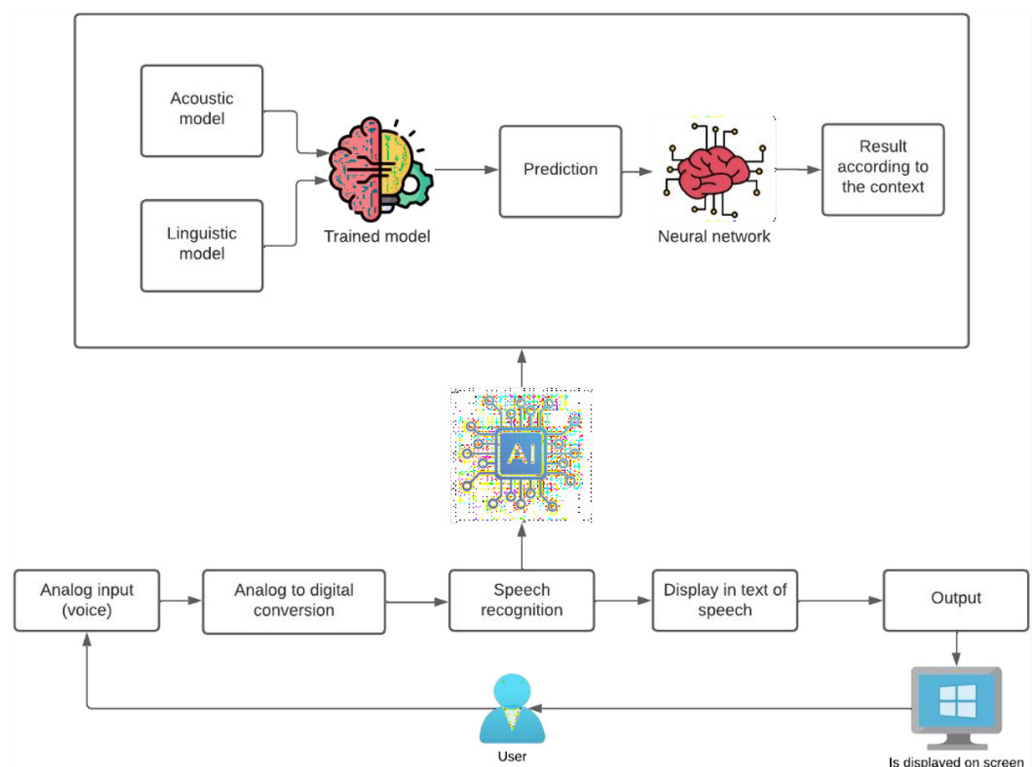 Acoustic
model
Linguistic
model
Trained model
Prediction
Neural network
Result
according to
the context
AI
Analog input
(voice)
Analog to digital
conversion
Speech
recognition
Display in text of
speech
Output
User
Is displayed on screen